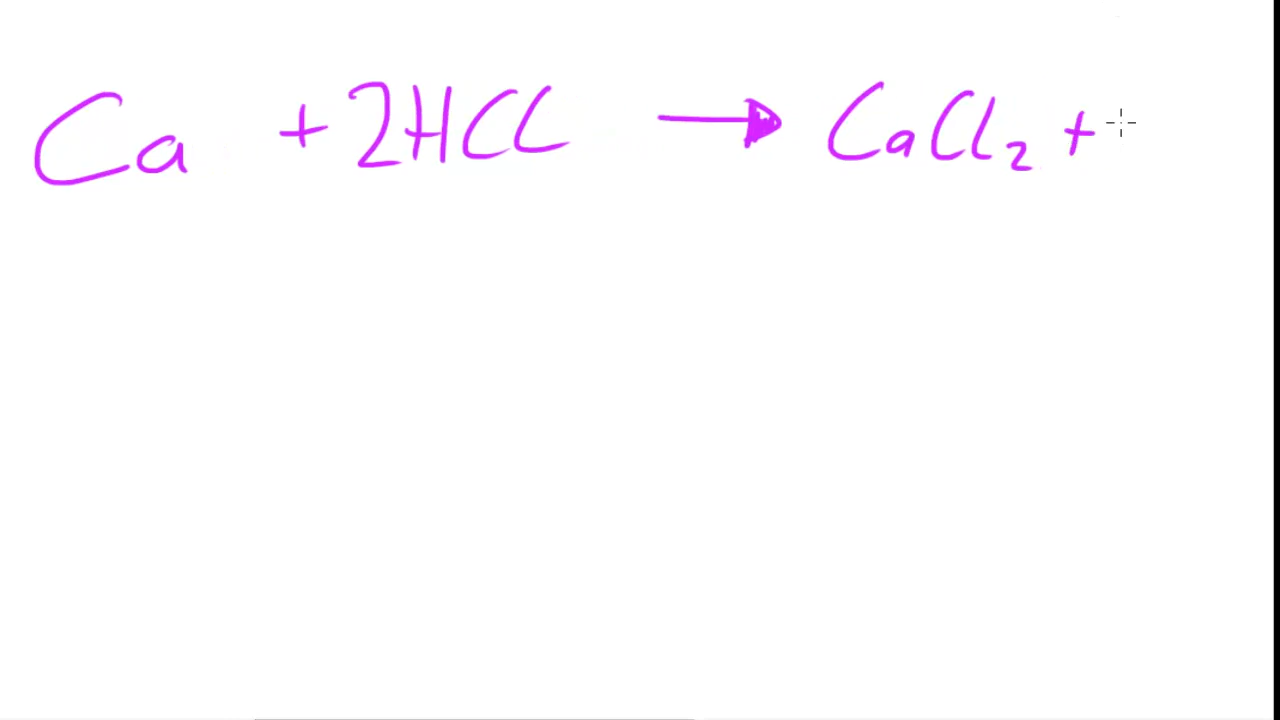 Ca + 2HCl → CaCl₂ +